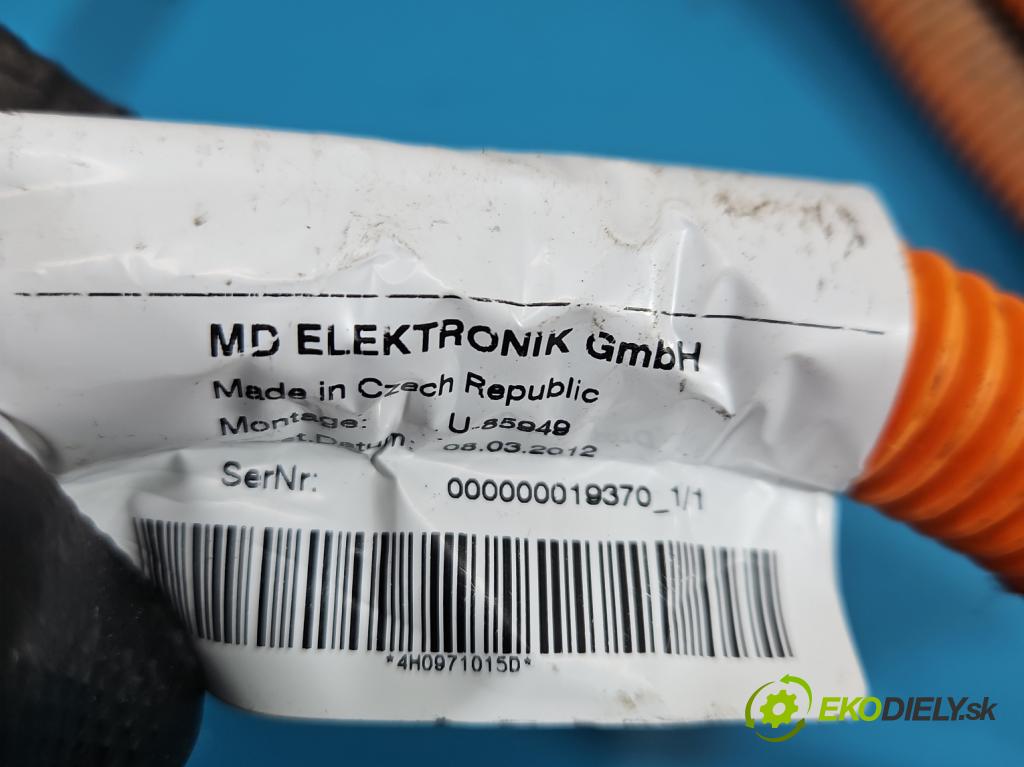 MD ELEKTRONIK GmbH
Made in Czech Republic
Montage: U-85949
08.03.2012
SerNr: 000000019370_1/1
*4H0971015D*
EKODIELY.sk